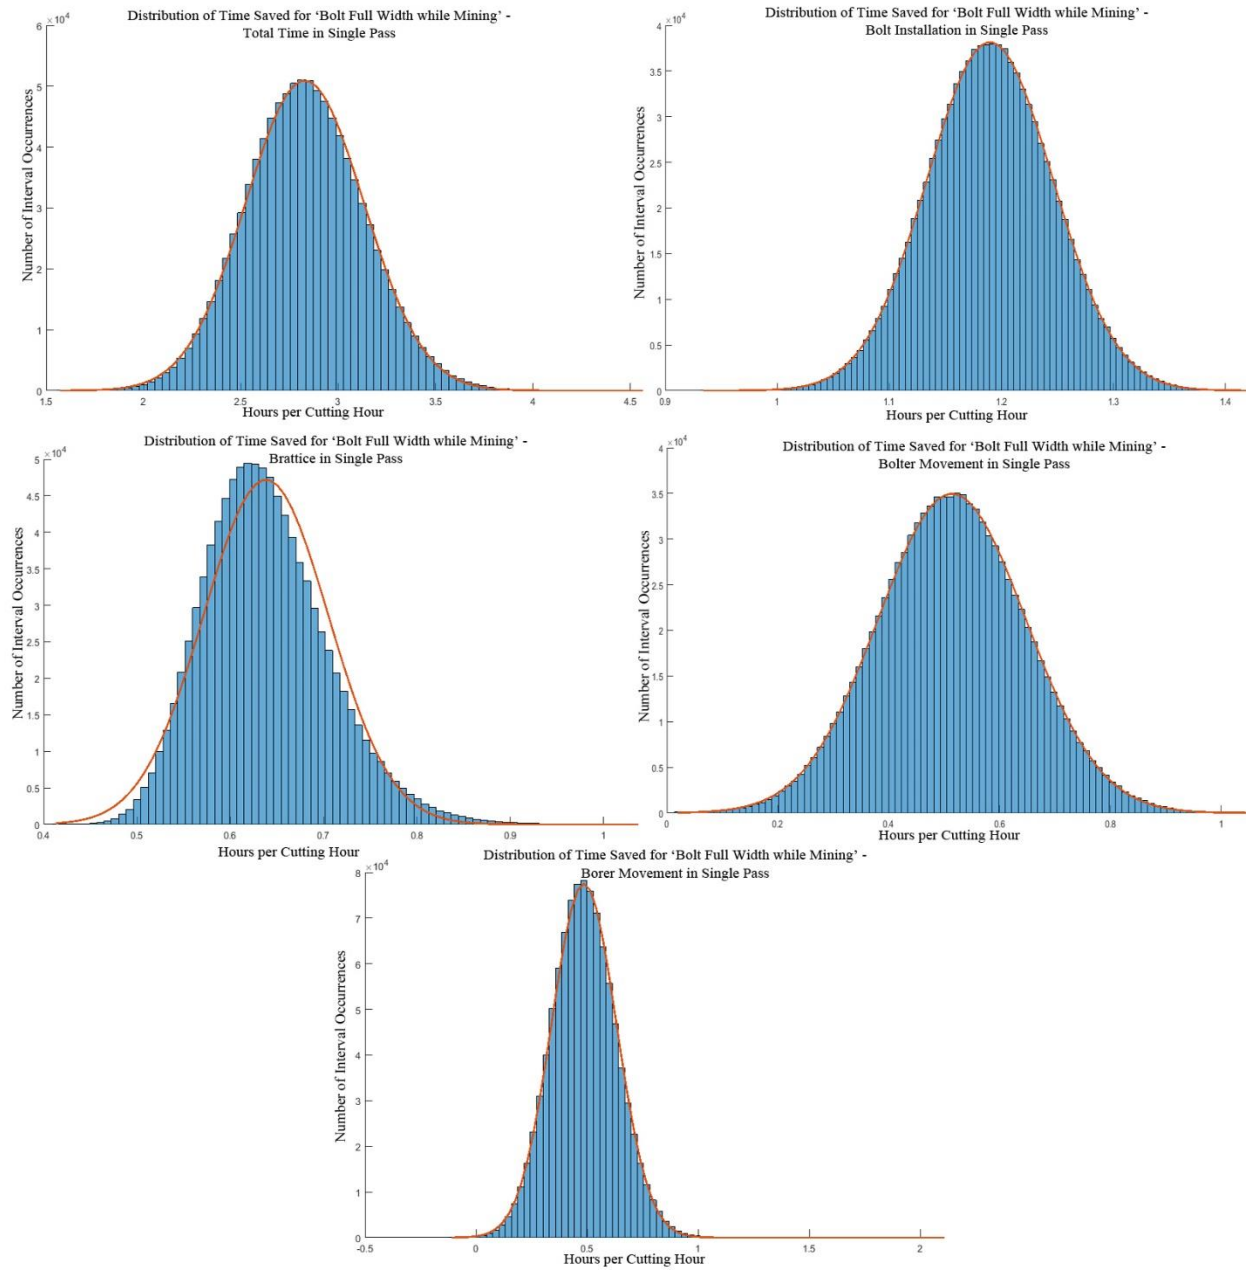 Distribution of Time Saved for ‘Bolt Full Width while Mining’ -
Total Time in Single Pass
×10⁴
6
5
4
3
2
1
0
Number of Interval Occurrences
1.5 2 2.5 3 3.5 4 4.5
Hours per Cutting Hour
Distribution of Time Saved for ‘Bolt Full Width while Mining’ -
Bolt Installation in Single Pass
×10⁴
4
3.5
3
2.5
2
1.5
1
0.5
0
Number of Interval Occurrences
0.9 1 1.1 1.2 1.3 1.4
Hours per Cutting Hour
Distribution of Time Saved for ‘Bolt Full Width while Mining’ -
Brattice in Single Pass
×10⁴
5
4.5
4
3.5
3
2.5
2
1.5
1
0.5
0
Number of Interval Occurrences
0.4 0.5 0.6 0.7 0.8 0.9 1
Hours per Cutting Hour
Distribution of Time Saved for ‘Bolt Full Width while Mining’ -
Bolter Movement in Single Pass
×10⁴
4
3.5
3
2.5
2
1.5
1
0.5
0
Number of Interval Occurrences
0 0.2 0.4 0.6 0.8 1
Hours per Cutting Hour
Distribution of Time Saved for ‘Bolt Full Width while Mining’ -
Borer Movement in Single Pass
×10⁴
8
7
6
5
4
3
2
1
0
Number of Interval Occurrences
-0.5 0 0.5 1 1.5 2
Hours per Cutting Hour